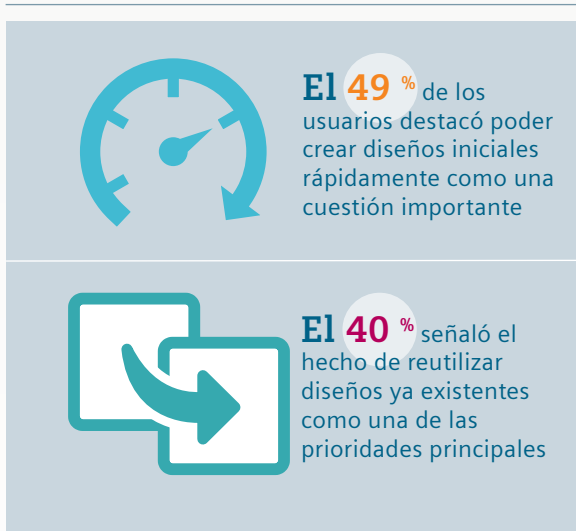 El 49 % de los
usuarios destacó poder
crear diseños iniciales
rápidamente como una
cuestión importante
El 40 % señaló el
hecho de reutilizar
diseños ya existentes
como una de las
prioridades principales